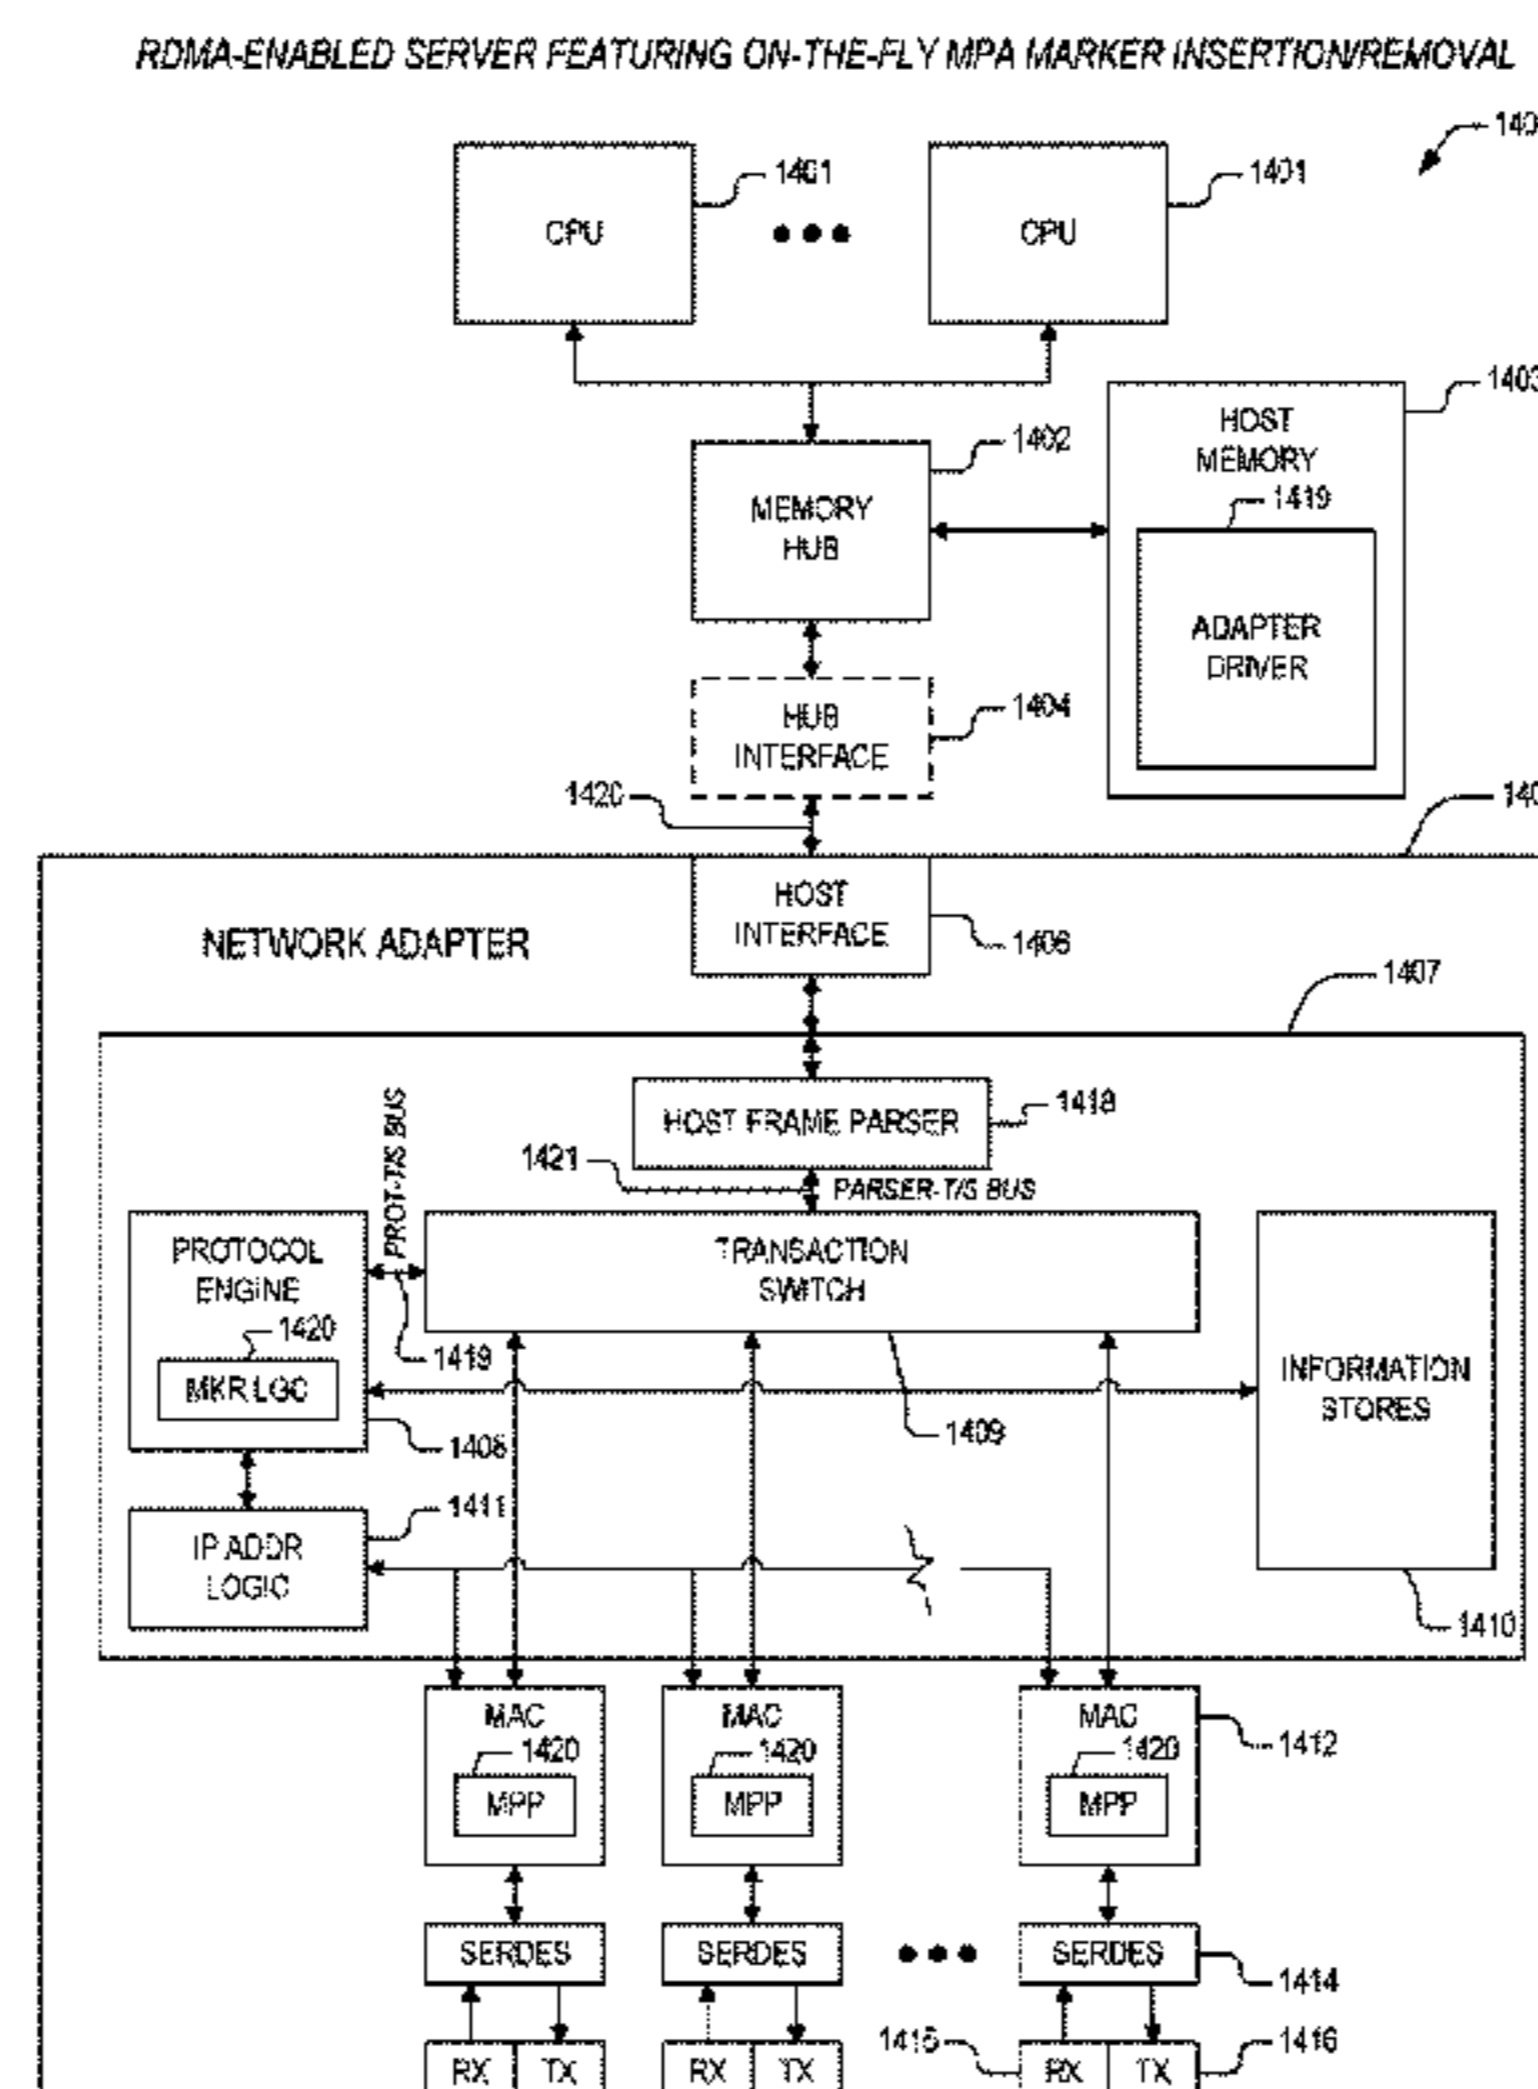 RDMA-ENABLED SERVER FEATURING ON-THE-FLY MPA MARKER INSERTION/REMOVAL
1401
1401
CPU
CPU
1403
HOST
MEMORY
1402
1419
MEMORY
HUB
ADAPTER
DRIVER
HUB
INTERFACE
1404
1420
HOST
INTERFACE
1406
NETWORK ADAPTER
1407
HOST FRAME PARSER
1418
PROT-T/S BUS
1421
PARSER-T/S BUS
PROTOCOL
ENGINE
TRANSACTION
SWITCH
1420
1419
MKR LGC
INFORMATION
STORES
1409
1408
1411
IP ADDR
LOGIC
1410
MAC
MAC
MAC
1412
1420
1420
1420
MPP
MPP
MPP
SERDES
SERDES
SERDES
1414
1415
1416
RX
TX
RX
TX
RX
TX